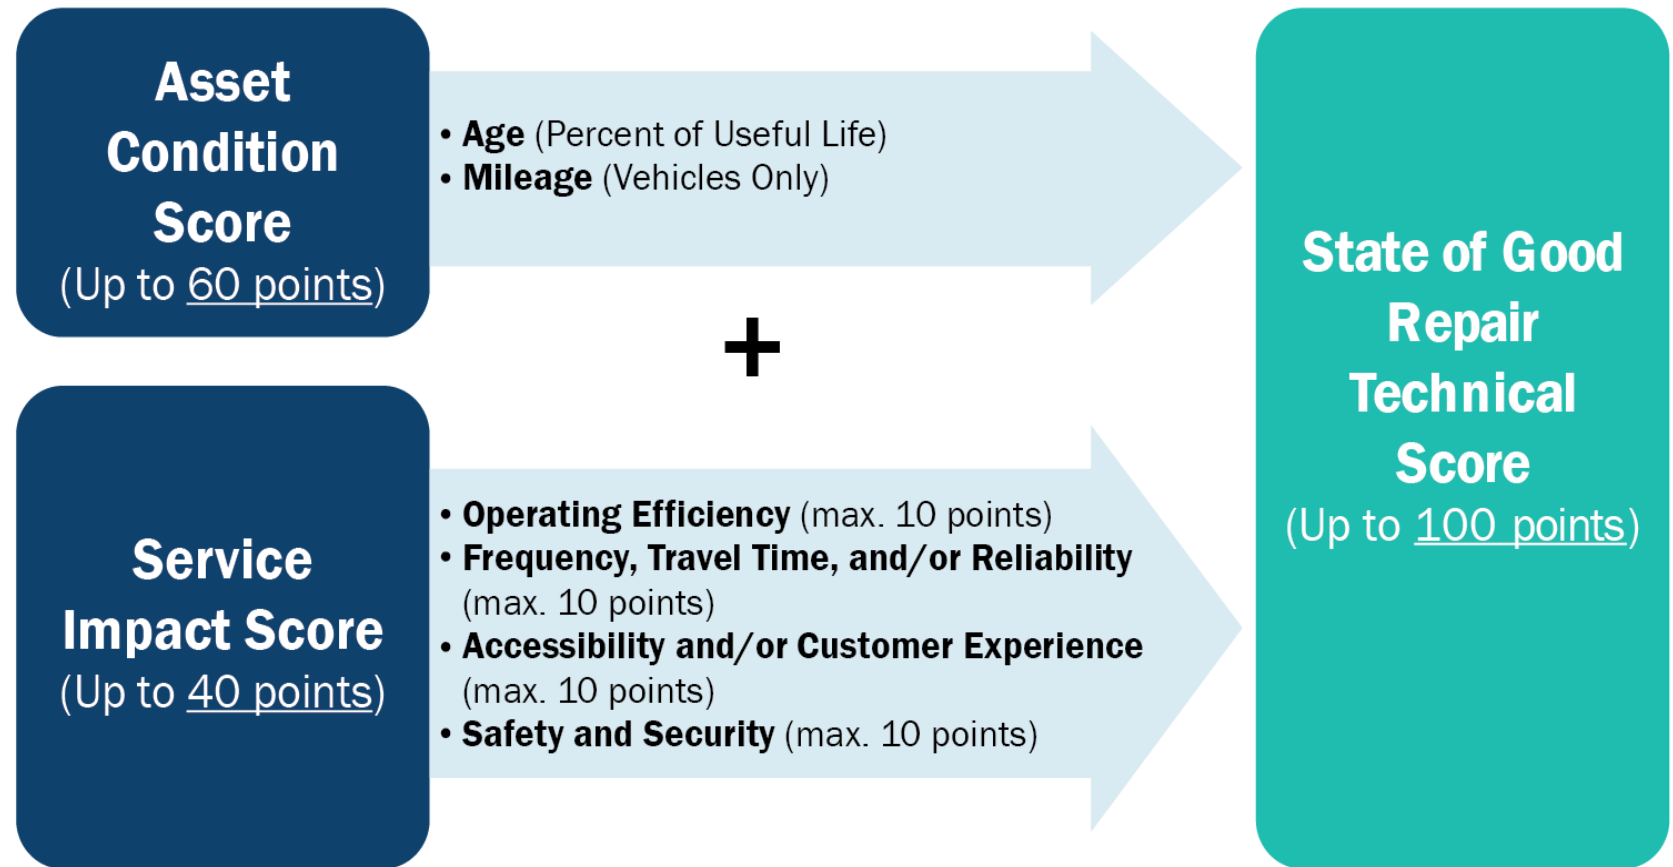 Asset
Condition
Score
(Up to 60 points)
• Age (Percent of Useful Life)
• Mileage (Vehicles Only)
+
Service
Impact Score
(Up to 40 points)
• Operating Efficiency (max. 10 points)
• Frequency, Travel Time, and/or Reliability
(max. 10 points)
• Accessibility and/or Customer Experience
(max. 10 points)
• Safety and Security (max. 10 points)
State of Good
Repair
Technical
Score
(Up to 100 points)